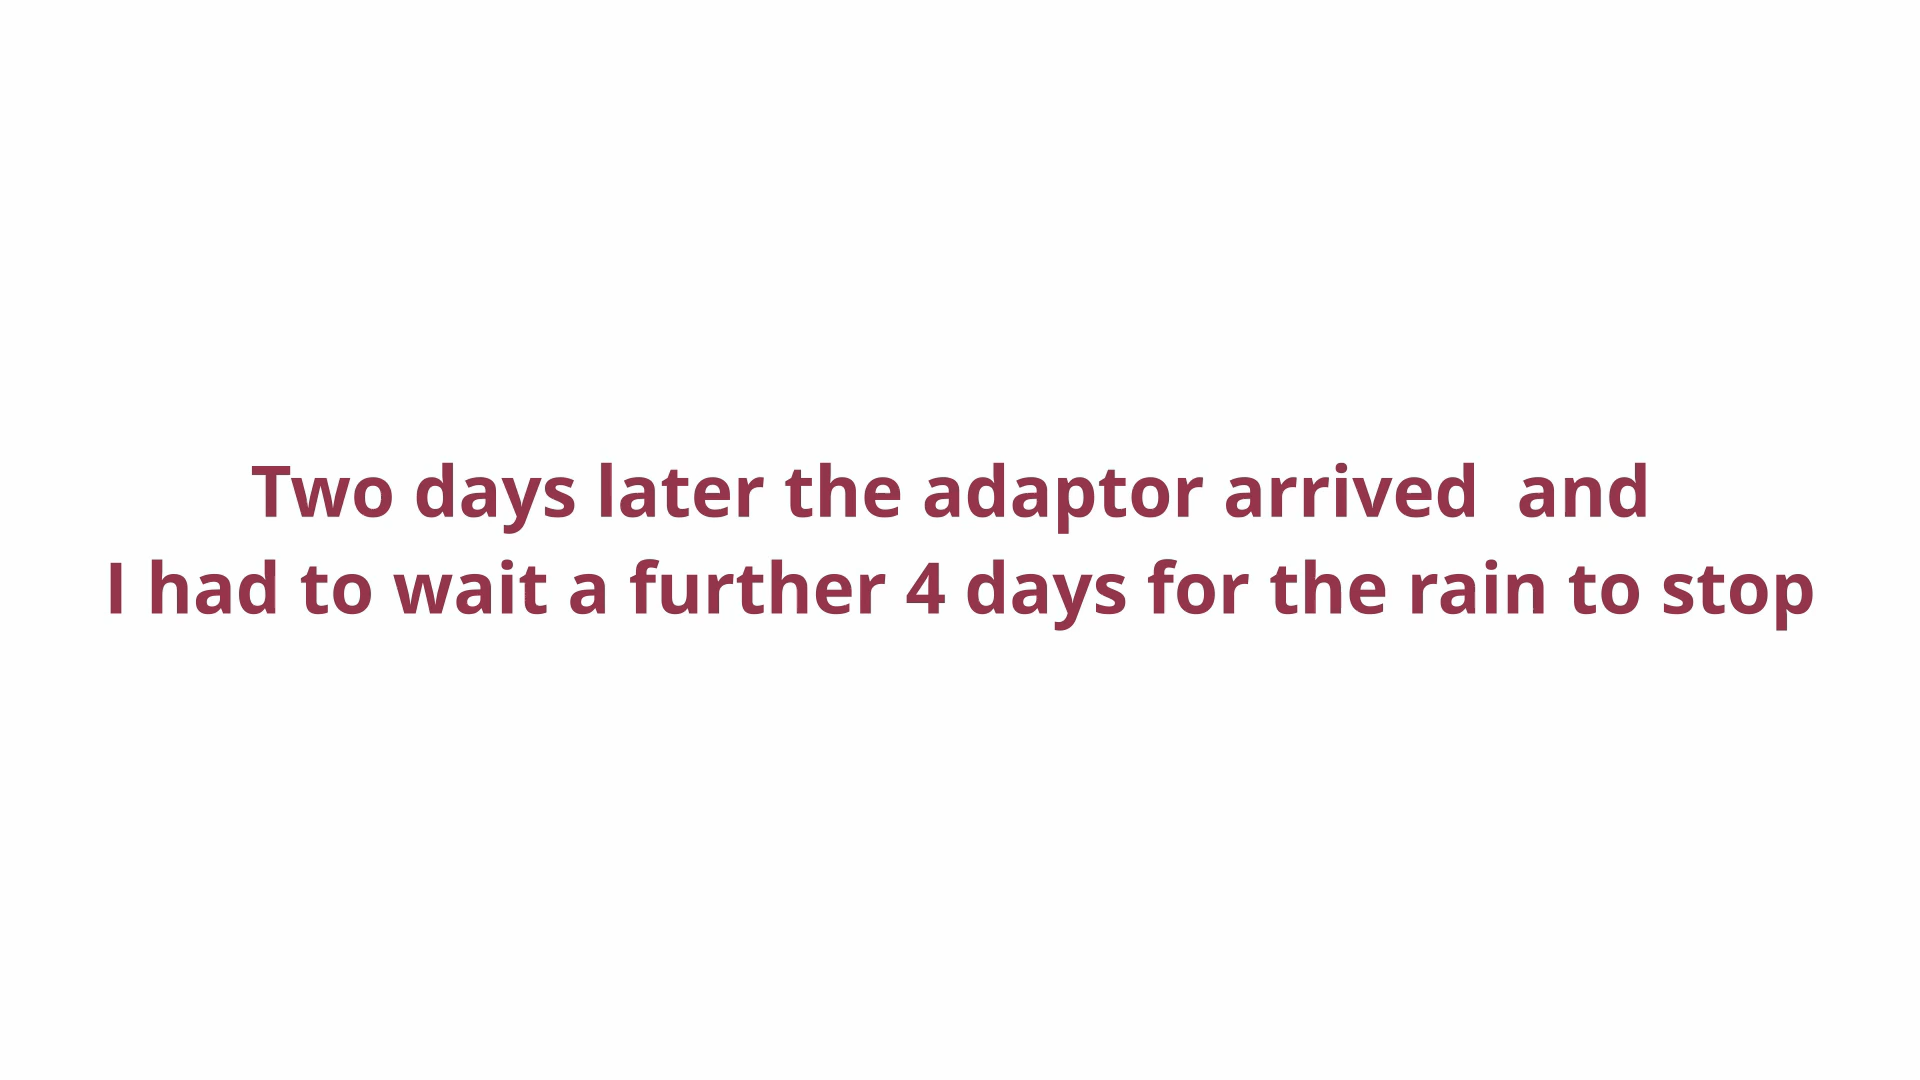 Two days later the adaptor arrived  and
I had to wait a further 4 days for the rain to stop